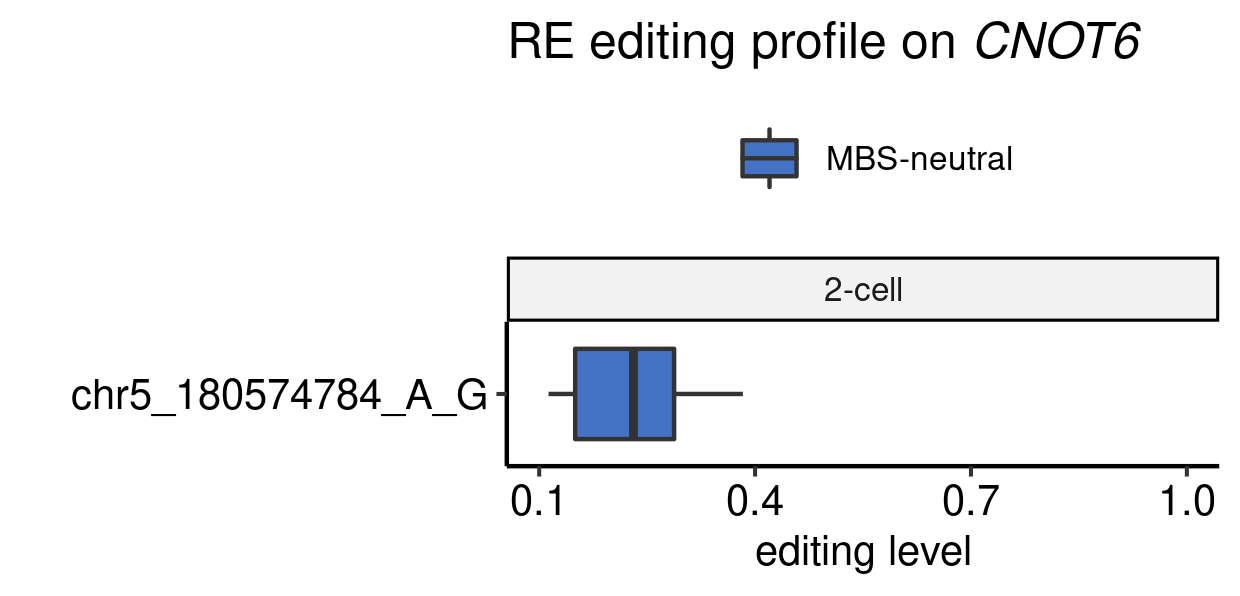 RE editing profile on CNOT6
MBS-neutral
2-cell
chr5_180574784_A_G
0.1 0.4 0.7 1.0
editing level